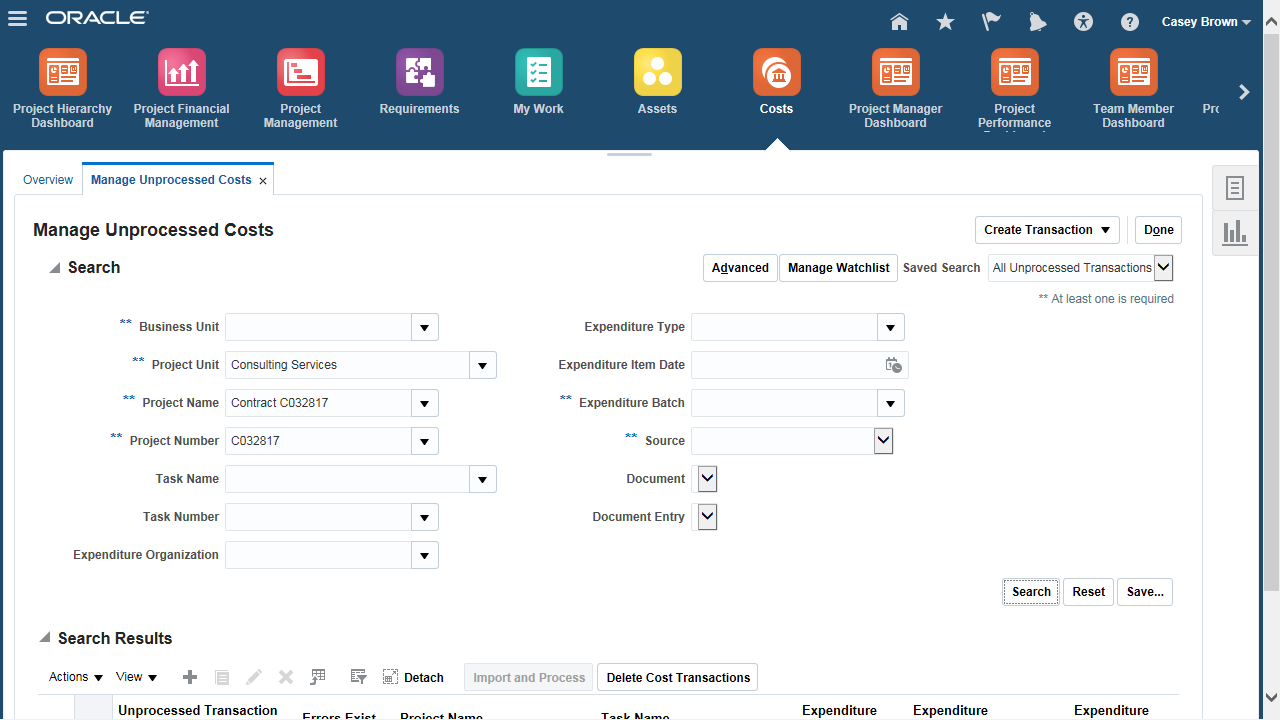 ORACLE
Casey Brown
Project Hierarchy Dashboard
Project Financial Management
Project Management
Requirements
My Work
Assets
Costs
Project Manager Dashboard
Project Performance
Team Member Dashboard
Overview
Manage Unprocessed Costs
Manage Unprocessed Costs
Create Transaction
Done
Search
Advanced
Manage Watchlist
Saved Search
All Unprocessed Transactions
** At least one is required
** Business Unit
Expenditure Type
** Project Unit Consulting Services
Expenditure Item Date
** Project Name Contract C032817
** Expenditure Batch
** Project Number C032817
** Source
Task Name
Document
Task Number
Document Entry
Expenditure Organization
Search Reset Save...
Search Results
Actions View Detach Import and Process Delete Cost Transactions
Unprocessed Transaction Errors Exist Project Name Task Name Expenditure Expenditure Expenditure